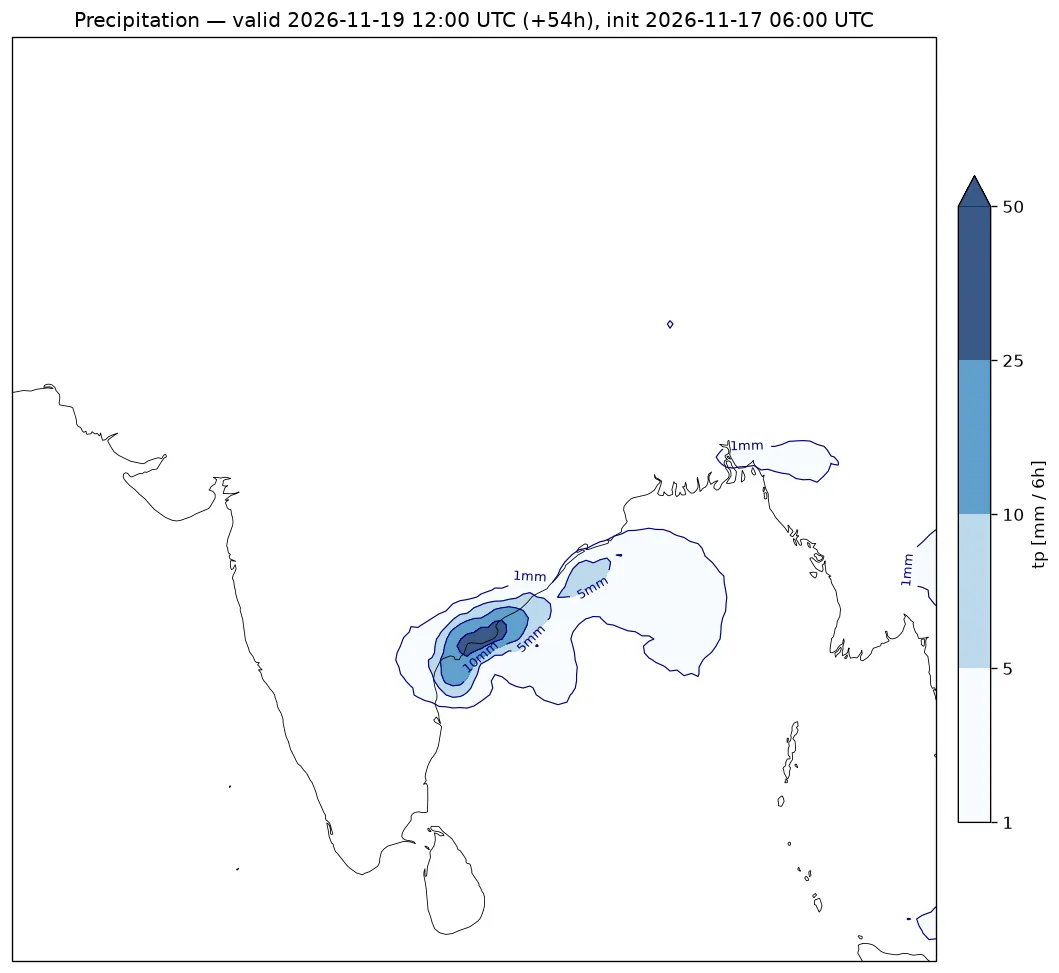 Precipitation — valid 2026-11-19 12:00 UTC (+54h), init 2026-11-17 06:00 UTC
50
25
10
5
1
tp [mm / 6h]
1mm
1mm
1mm
5mm
5mm
10mm